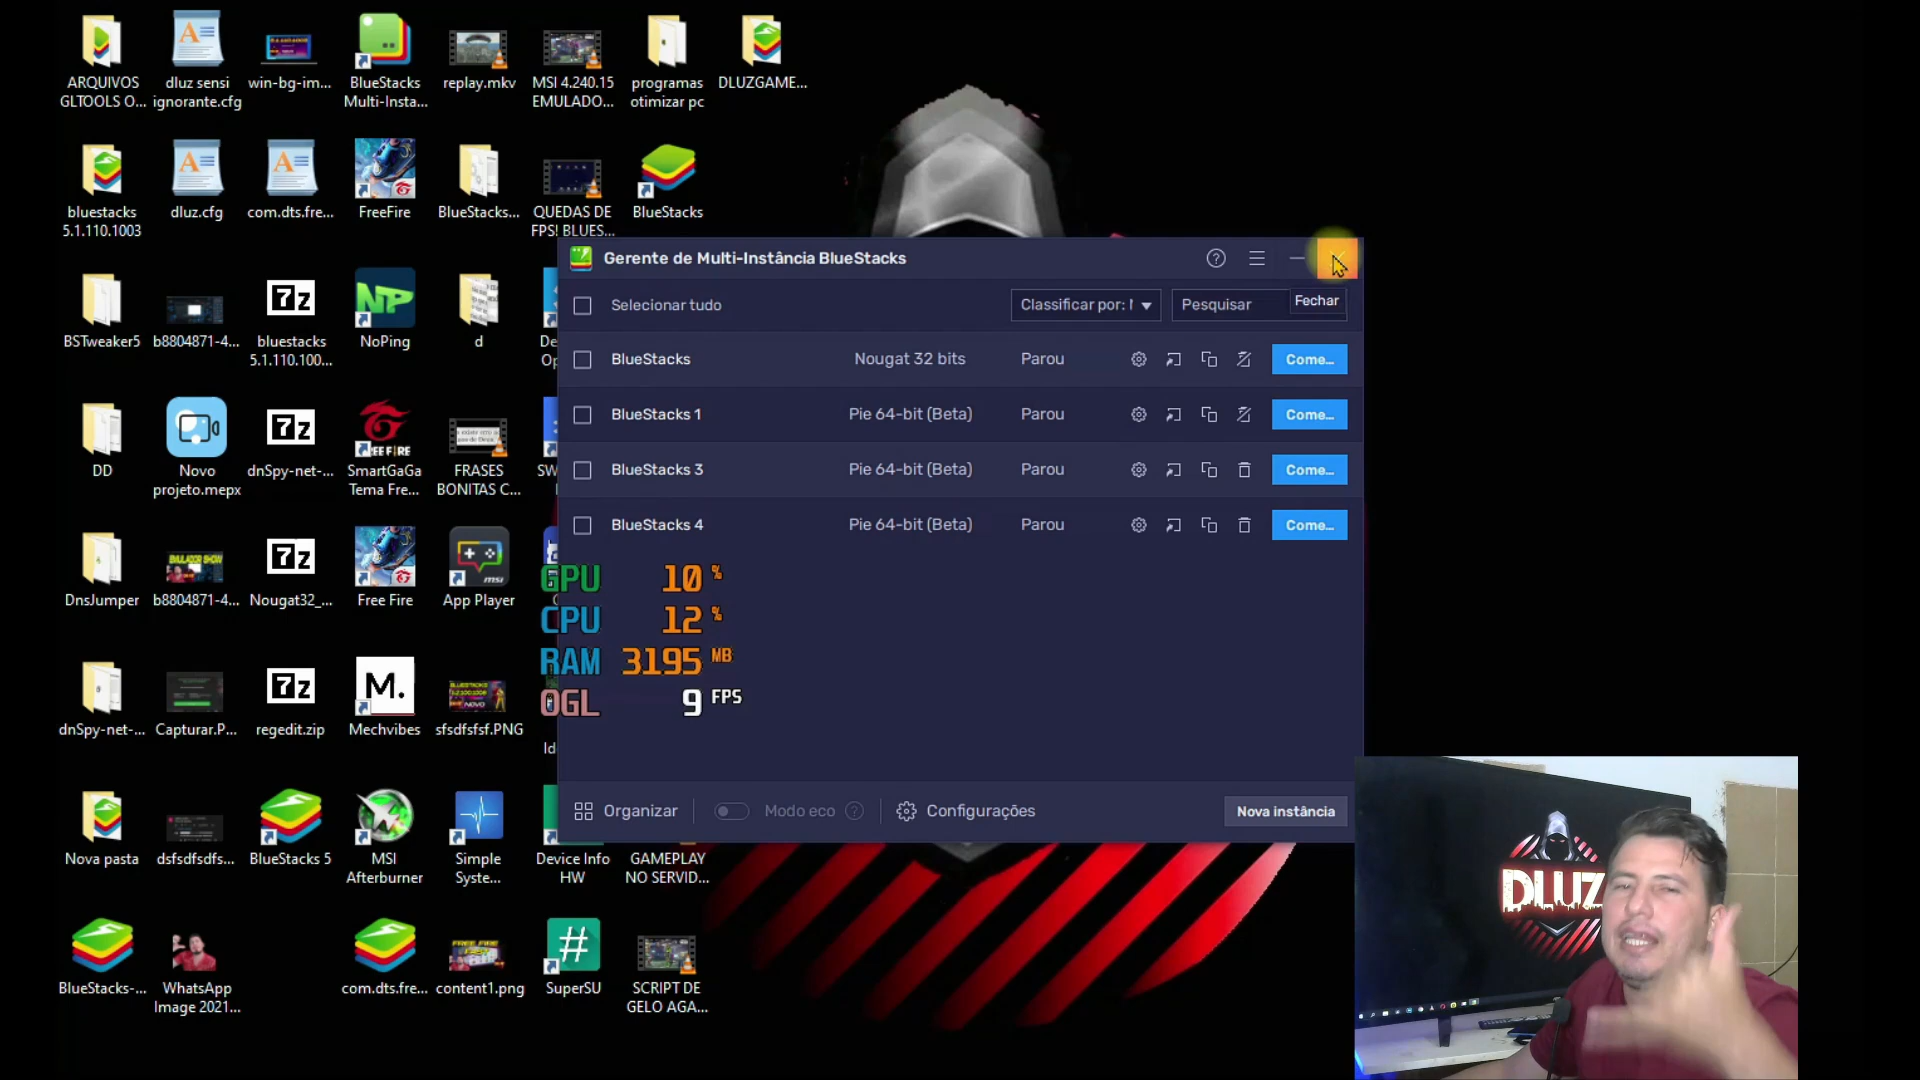 ARQUIVOS
GLTOOLS O...
dluz sensi
ignorante.cfg
win-bg-im...
BlueStacks
Multi-Insta...
replay.mkv
MSI 4.240.15
EMULADO...
programas
otimizar pc
DLUZGAME...
bluestacks
5.1.110.1003
dluz.cfg
com.dts.fre...
FreeFire
BlueStacks...
QUEDAS DE
FPS! BLUES...
BlueStacks
BSTweaker5
b8804871-4...
bluestacks
5.1.110.100...
NoPing
d
De
Op
DD
Novo
projeto.mepx
dnSpy-net-...
SmartGaGa
Tema Fre...
FRASES
BONITAS C...
SW
DnsJumper
b8804871-4...
Nougat32_...
Free Fire
App Player
dnSpy-net-...
Capturar.P...
regedit.zip
Mechvibes
sfsdfsfsf.PNG
Id
Nova pasta
dsfsdfsdfs...
BlueStacks 5
MSI
Afterburner
Simple
Syste...
Device Info
HW
GAMEPLAY
NO SERVID...
BlueStacks-...
WhatsApp
Image 2021...
com.dts.fre...
content1.png
SuperSU
SCRIPT DE
GELO AGA...
Gerente de Multi-Instância BlueStacks
Selecionar tudo
Classificar por: N
Pesquisar
Fechar
BlueStacks Nougat 32 bits Parou Come...
BlueStacks 1 Pie 64-bit (Beta) Parou Come...
BlueStacks 3 Pie 64-bit (Beta) Parou Come...
BlueStacks 4 Pie 64-bit (Beta) Parou Come...
GPU 10 %
CPU 12 %
RAM 3195 MB
OGL 9 FPS
Organizar
Modo eco
Configurações
Nova instância
DLUZ